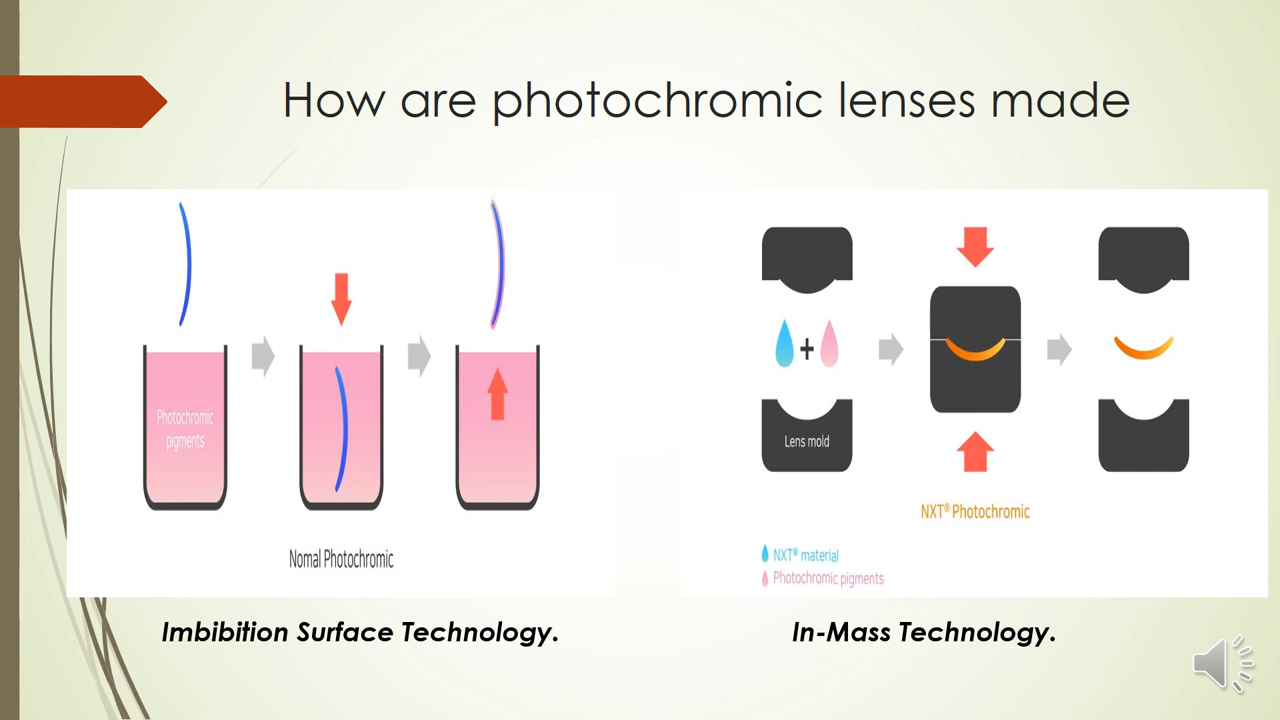 How are photochromic lenses made
Photochromic
pigments
Nomal Photochromic
Imbibition Surface Technology.
+
Lens mold
NXT® Photochromic
NXT® material
Photochromic pigments
In-Mass Technology.